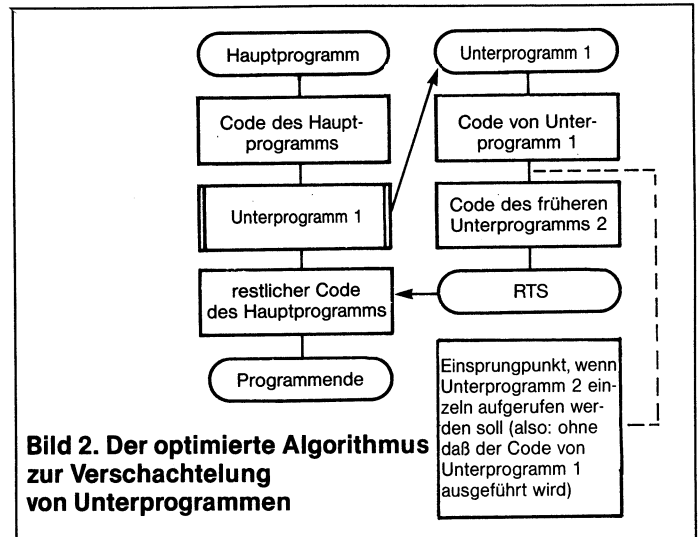 Hauptprogramm
Code des Haupt-
programms
Unterprogramm 1
restlicher Code
des Hauptprogramms
Programmende
Unterprogramm 1
Code von Unter-
programm 1
Code des früheren
Unterprogramms 2
RTS
Einsprungpunkt, wenn
Unterprogramm 2 ein-
zeln aufgerufen wer-
den soll (also: ohne
daß der Code von
Unterprogramm 1
ausgeführt wird)
Bild 2. Der optimierte Algorithmus
zur Verschachtelung
von Unterprogrammen